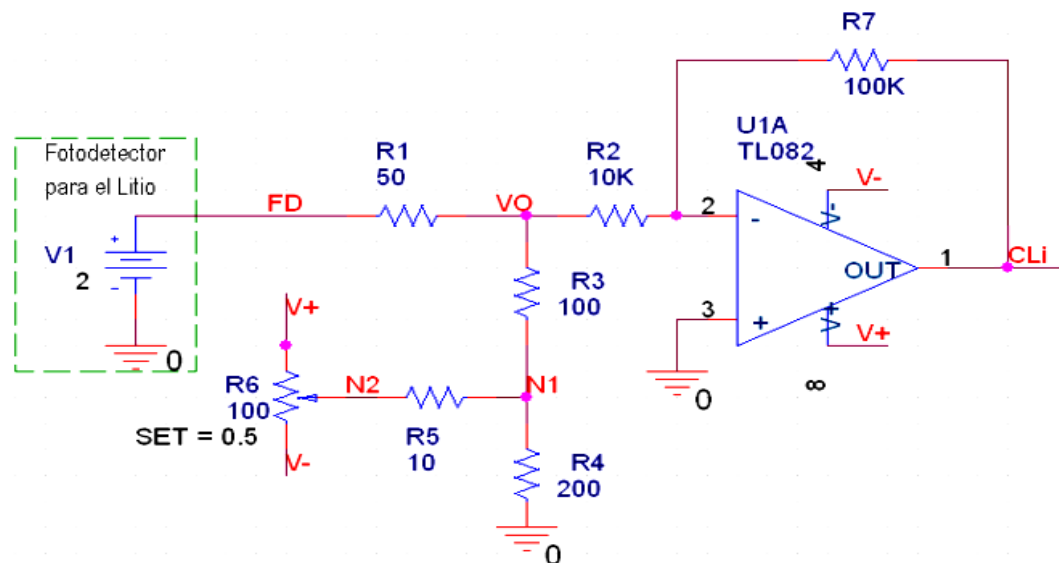 Fotodetector
para el Litio
V1
+
2
-
0
FD
R1
50
VO
R2
10K
R7
100K
U1A
TL082
4
V-
2
-
V-
OUT
1
CLi
3
+
V+
V+
8
0
R3
100
V+
R6
100
SET = 0.5
V-
N2
R5
10
N1
R4
200
0